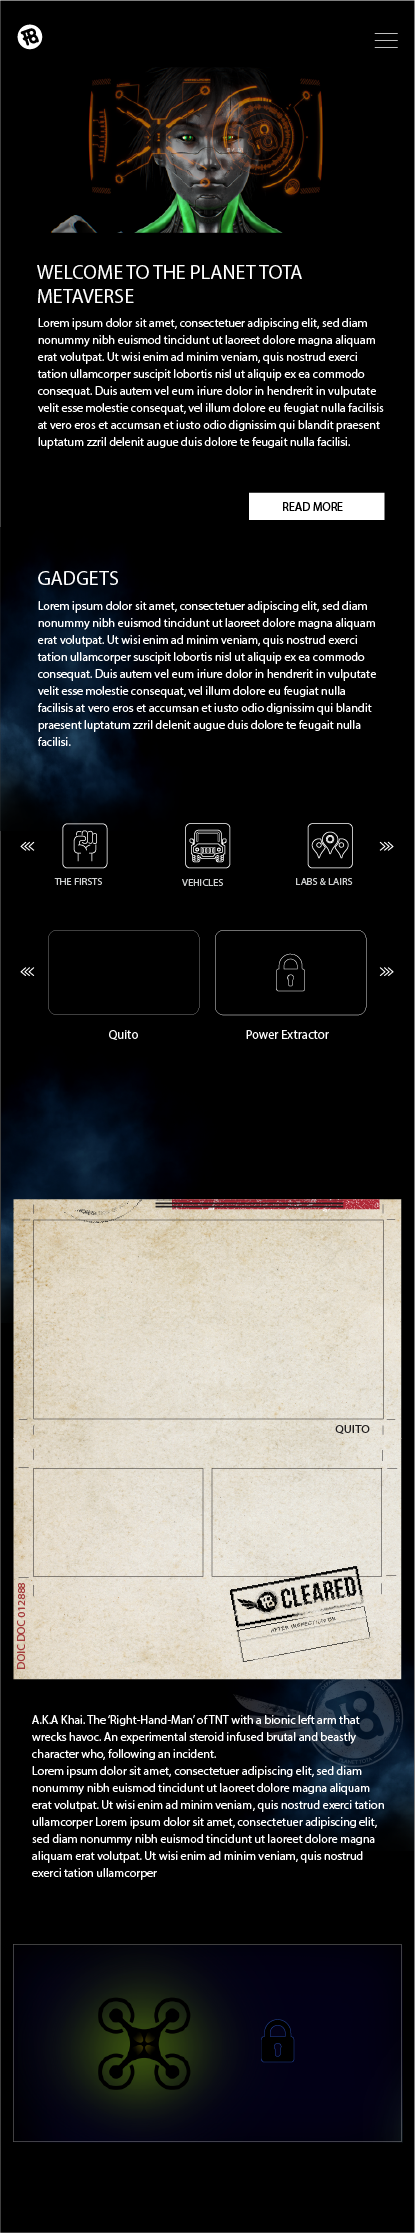 WELCOME TO THE PLANET TOTA
METAVERSE
Lorem ipsum dolor sit amet, consectetuer adipiscing elit, sed diam
nonummy nibh euismod tincidunt ut laoreet dolore magna aliquam
erat volutpat. Ut wisi enim ad minim veniam, quis nostrud exerci
tation ullamcorper suscipit lobortis nisl ut aliquip ex ea commodo
consequat. Duis autem vel eum iriure dolor in hendrerit in vulputate
velit esse molestie consequat, vel illum dolore eu feugiat nulla facilisis
at vero eros et accumsan et iusto odio dignissim qui blandit praesent
luptatum zzril delenit augue duis dolore te feugait nulla facilisi.
READ MORE
GADGETS
Lorem ipsum dolor sit amet, consectetuer adipiscing elit, sed diam
nonummy nibh euismod tincidunt ut laoreet dolore magna aliquam
erat volutpat. Ut wisi enim ad minim veniam, quis nostrud exerci
tation ullamcorper suscipit lobortis nisl ut aliquip ex ea commodo
consequat. Duis autem vel eum iriure dolor in hendrerit in vulputate
velit esse molestie consequat, vel illum dolore eu feugiat nulla
facilisis at vero eros et accumsan et iusto odio dignissim qui blandit
praesent luptatum zzril delenit augue duis dolore te feugait nulla
facilisi.
THE FIRSTS
VEHICLES
LABS & LAIRS
Quito
Power Extractor
QUITO
CLEARED
AFTER INSPECTION ON
DOIC DOC 012888
A.K.A Khai. The 'Right-Hand-Man' of TNT with a bionic left arm that
wrecks havoc. An experimental steroid infused brutal and beastly
character who, following an incident.
Lorem ipsum dolor sit amet, consectetuer adipiscing elit, sed diam
nonummy nibh euismod tincidunt ut laoreet dolore magna aliquam
erat volutpat. Ut wisi enim ad minim veniam, quis nostrud exerci tation
ullamcorper Lorem ipsum dolor sit amet, consectetuer adipiscing elit,
sed diam nonummy nibh euismod tincidunt ut laoreet dolore magna
aliquam erat volutpat. Ut wisi enim ad minim veniam, quis nostrud
exerci tation ullamcorper